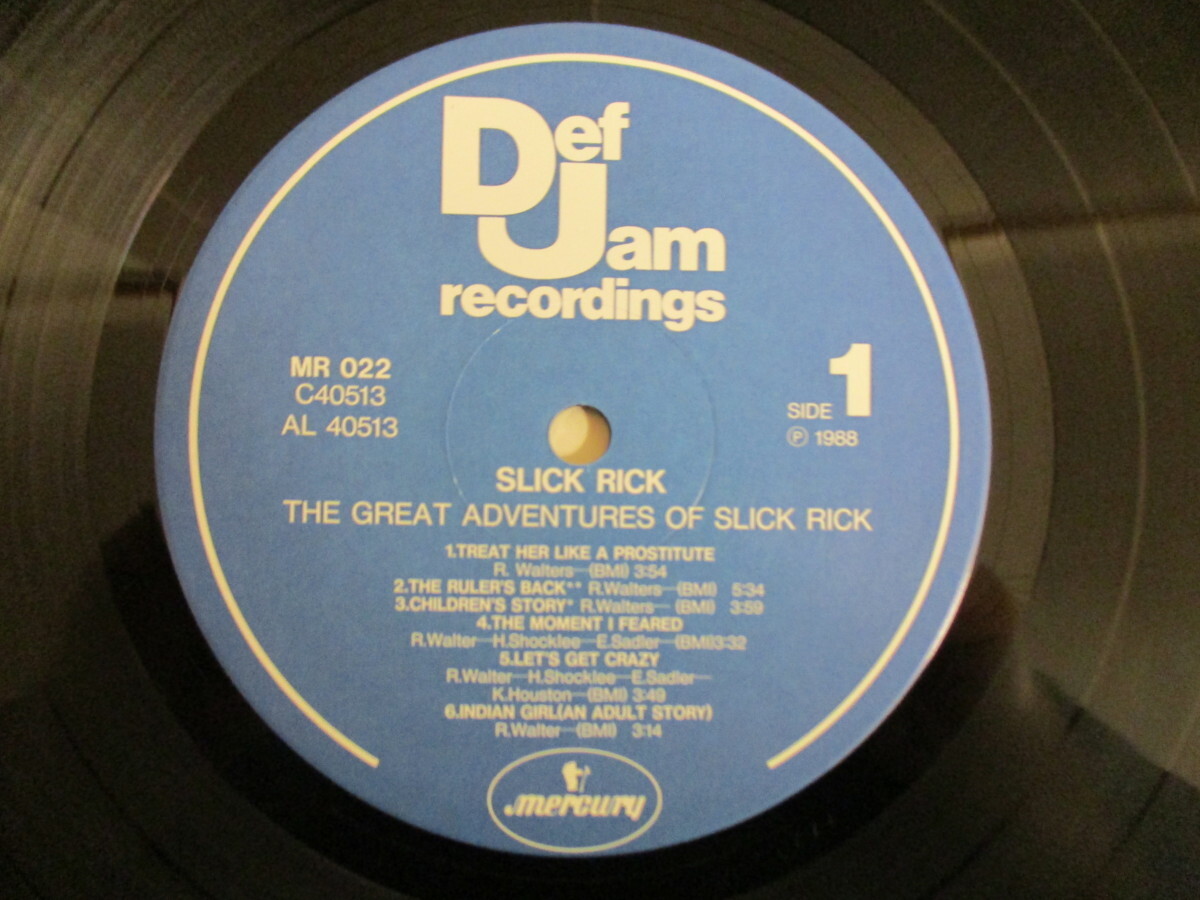 Def
Jam
recordings
MR 022
C40513
AL 40513
SIDE 1
℗ 1988
SLICK RICK
THE GREAT ADVENTURES OF SLICK RICK
1.TREAT HER LIKE A PROSTITUTE
R. Walters—(BMI) 3:54
2.THE RULER'S BACK** R.Walters—(BMI) 5:34
3.CHILDREN'S STORY* R.Walters—(BMI) 3:59
4.THE MOMENT I FEARED
R.Walter—H.Shocklee—E.Sadler—(BMI)3:32
5.LET'S GET CRAZY
R.Walter—H.Shocklee—E.Sadler—
K.Houston—(BMI) 3:49
6.INDIAN GIRL(AN ADULT STORY)
R.Walter—(BMI) 3:14
mercury